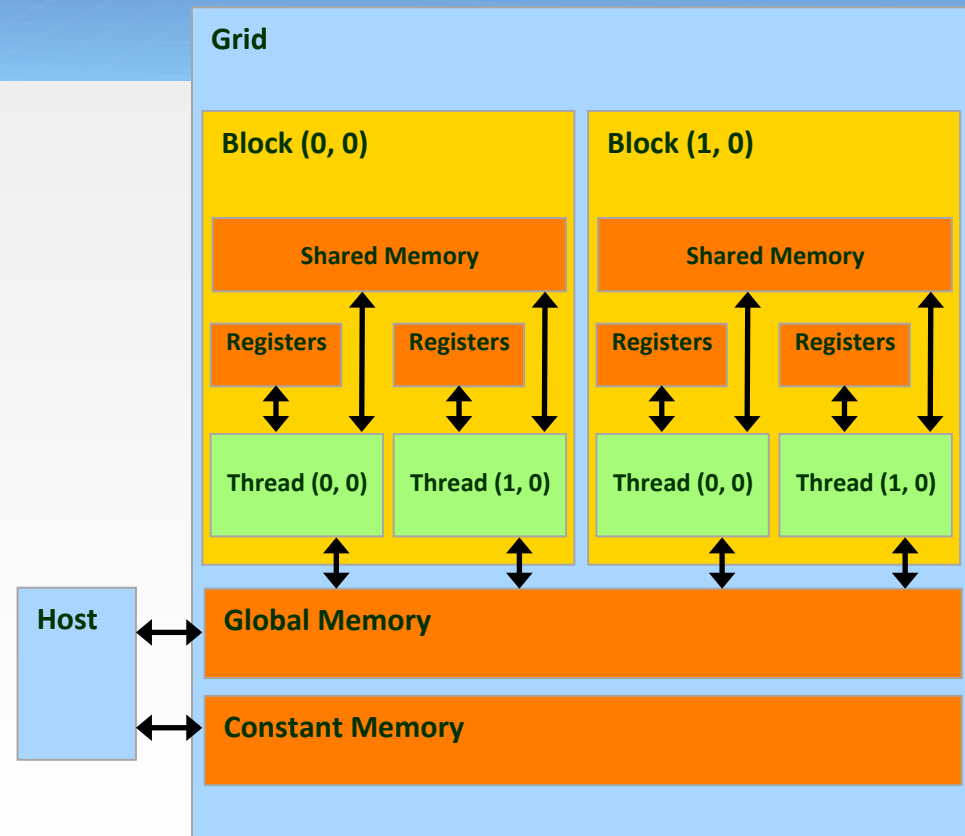 Grid
Block (0, 0)
Block (1, 0)
Shared Memory
Shared Memory
Registers
Registers
Registers
Registers
Thread (0, 0)
Thread (1, 0)
Thread (0, 0)
Thread (1, 0)
Host
Global Memory
Constant Memory